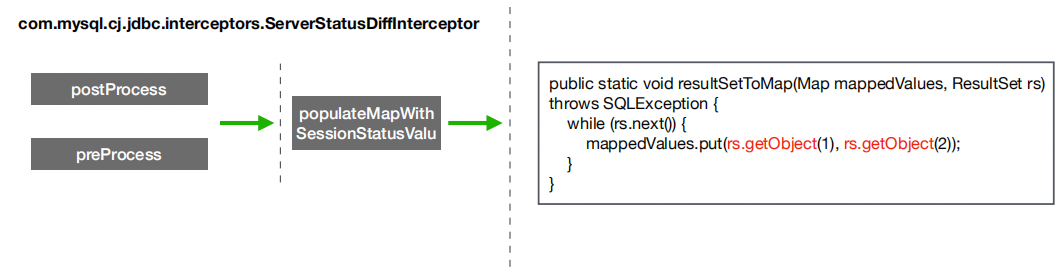 com.mysql.cj.jdbc.interceptors.ServerStatusDiffInterceptor
postProcess
preProcess
populateMapWith
SessionStatusValu
public static void resultSetToMap(Map mappedValues, ResultSet rs)
throws SQLException {
while (rs.next()) {
mappedValues.put(rs.getObject(1), rs.getObject(2));
}
}